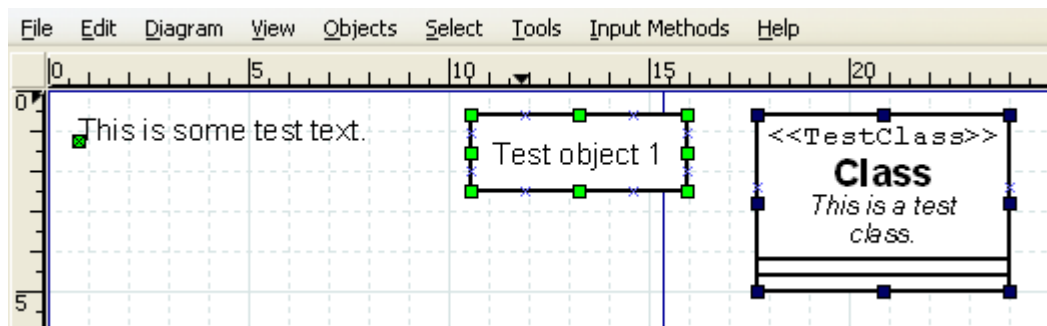 File Edit Diagram View Objects Select Tools Input Methods Help
0 5 10 15 20
0
This is some test text.
Test object 1
<<TestClass>>
Class
This is a test
class.
5